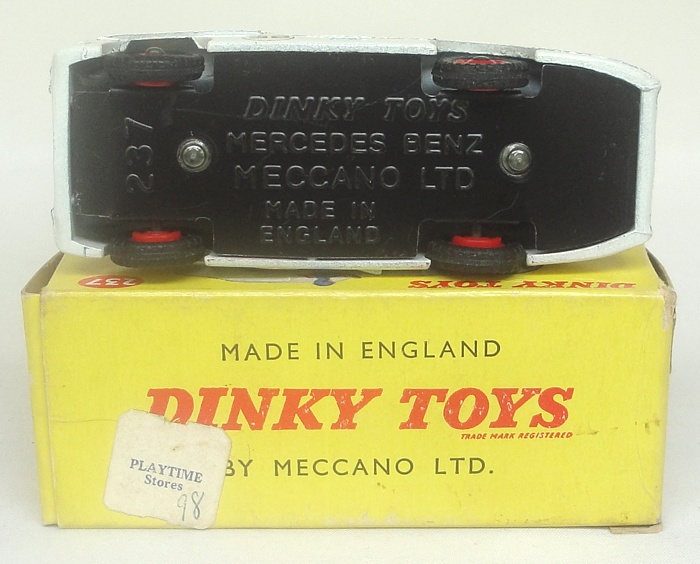 DINKY TOYS
MERCEDES BENZ
MECCANO LTD
MADE IN
ENGLAND
237
237
DINKY TOYS
MADE IN ENGLAND
DINKY TOYS
TRADE MARK REGISTERED
BY MECCANO LTD.
PLAYTIME
Stores
98